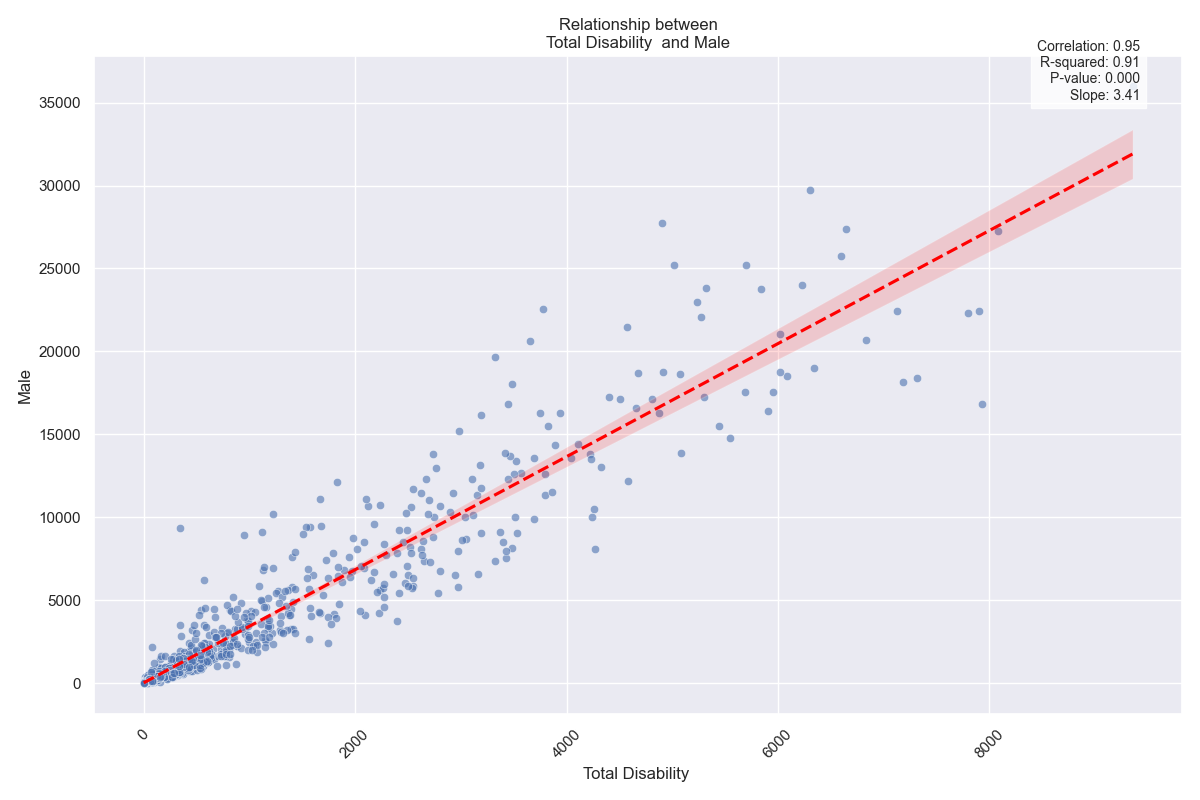 Relationship between
Total Disability  and Male
Correlation: 0.95
R-squared: 0.91
P-value: 0.000
Slope: 3.41
35000
30000
25000
20000
15000
10000
5000
0
Male
0
2000
4000
6000
8000
Total Disability